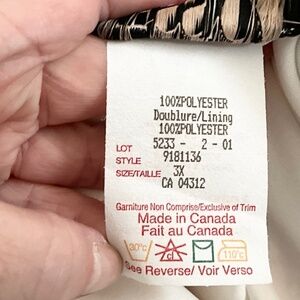 100%POLYESTER
Doublure/Lining
100%POLYESTER
LOT 5233 - 2 - 01
STYLE 9181136
SIZE/TAILLE 3X
CA 04312
Garniture Non Comprise/Exclusive of Trim
Made in Canada
Fait au Canada
30°c cl 110°c
See Reverse/ Voir Verso